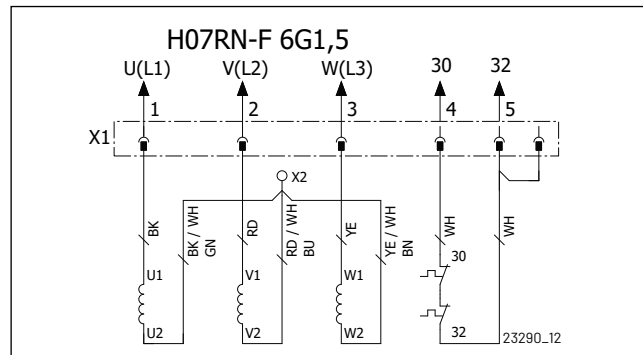 H07RN-F 6G1,5
U(L1) V(L2) W(L3) 30 32
1 2 3 4 5
X1
X2
BK BK / WH GN RD RD / WH BU YE YE / WH BN WH WH
30
U1 V1 W1
U2 V2 W2 32
23290_12